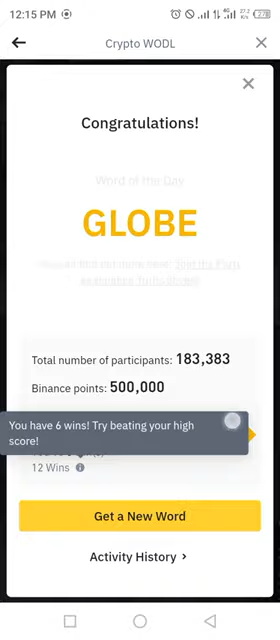 12:15 PM
Crypto WODL
Congratulations!
Word of the Day
GLOBE
Total number of participants: 183,383
Binance points: 500,000
You have 6 wins! Try beating your high
score!
12 Wins
Get a New Word
Activity History >